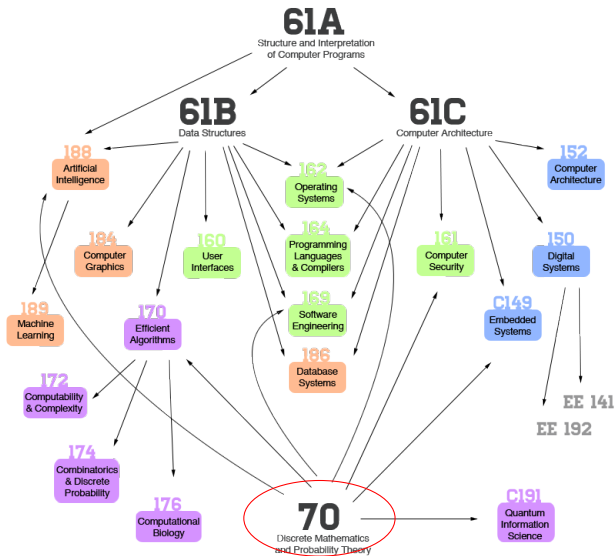 61A
Structure and Interpretation
of Computer Programs
61B
Data Structures
61C
Computer Architecture
188
Artificial
Intelligence
162
Operating
Systems
152
Computer
Architecture
184
Computer
Graphics
160
User
Interfaces
164
Programming
Languages
& Compilers
161
Computer
Security
150
Digital
Systems
189
Machine
Learning
170
Efficient
Algorithms
169
Software
Engineering
C149
Embedded
Systems
186
Database
Systems
172
Computability
& Complexity
EE 141
EE 192
174
Combinatorics
& Discrete
Probability
176
Computational
Biology
70
Discrete Mathematics
and Probability Theory
C191
Quantum
Information
Science